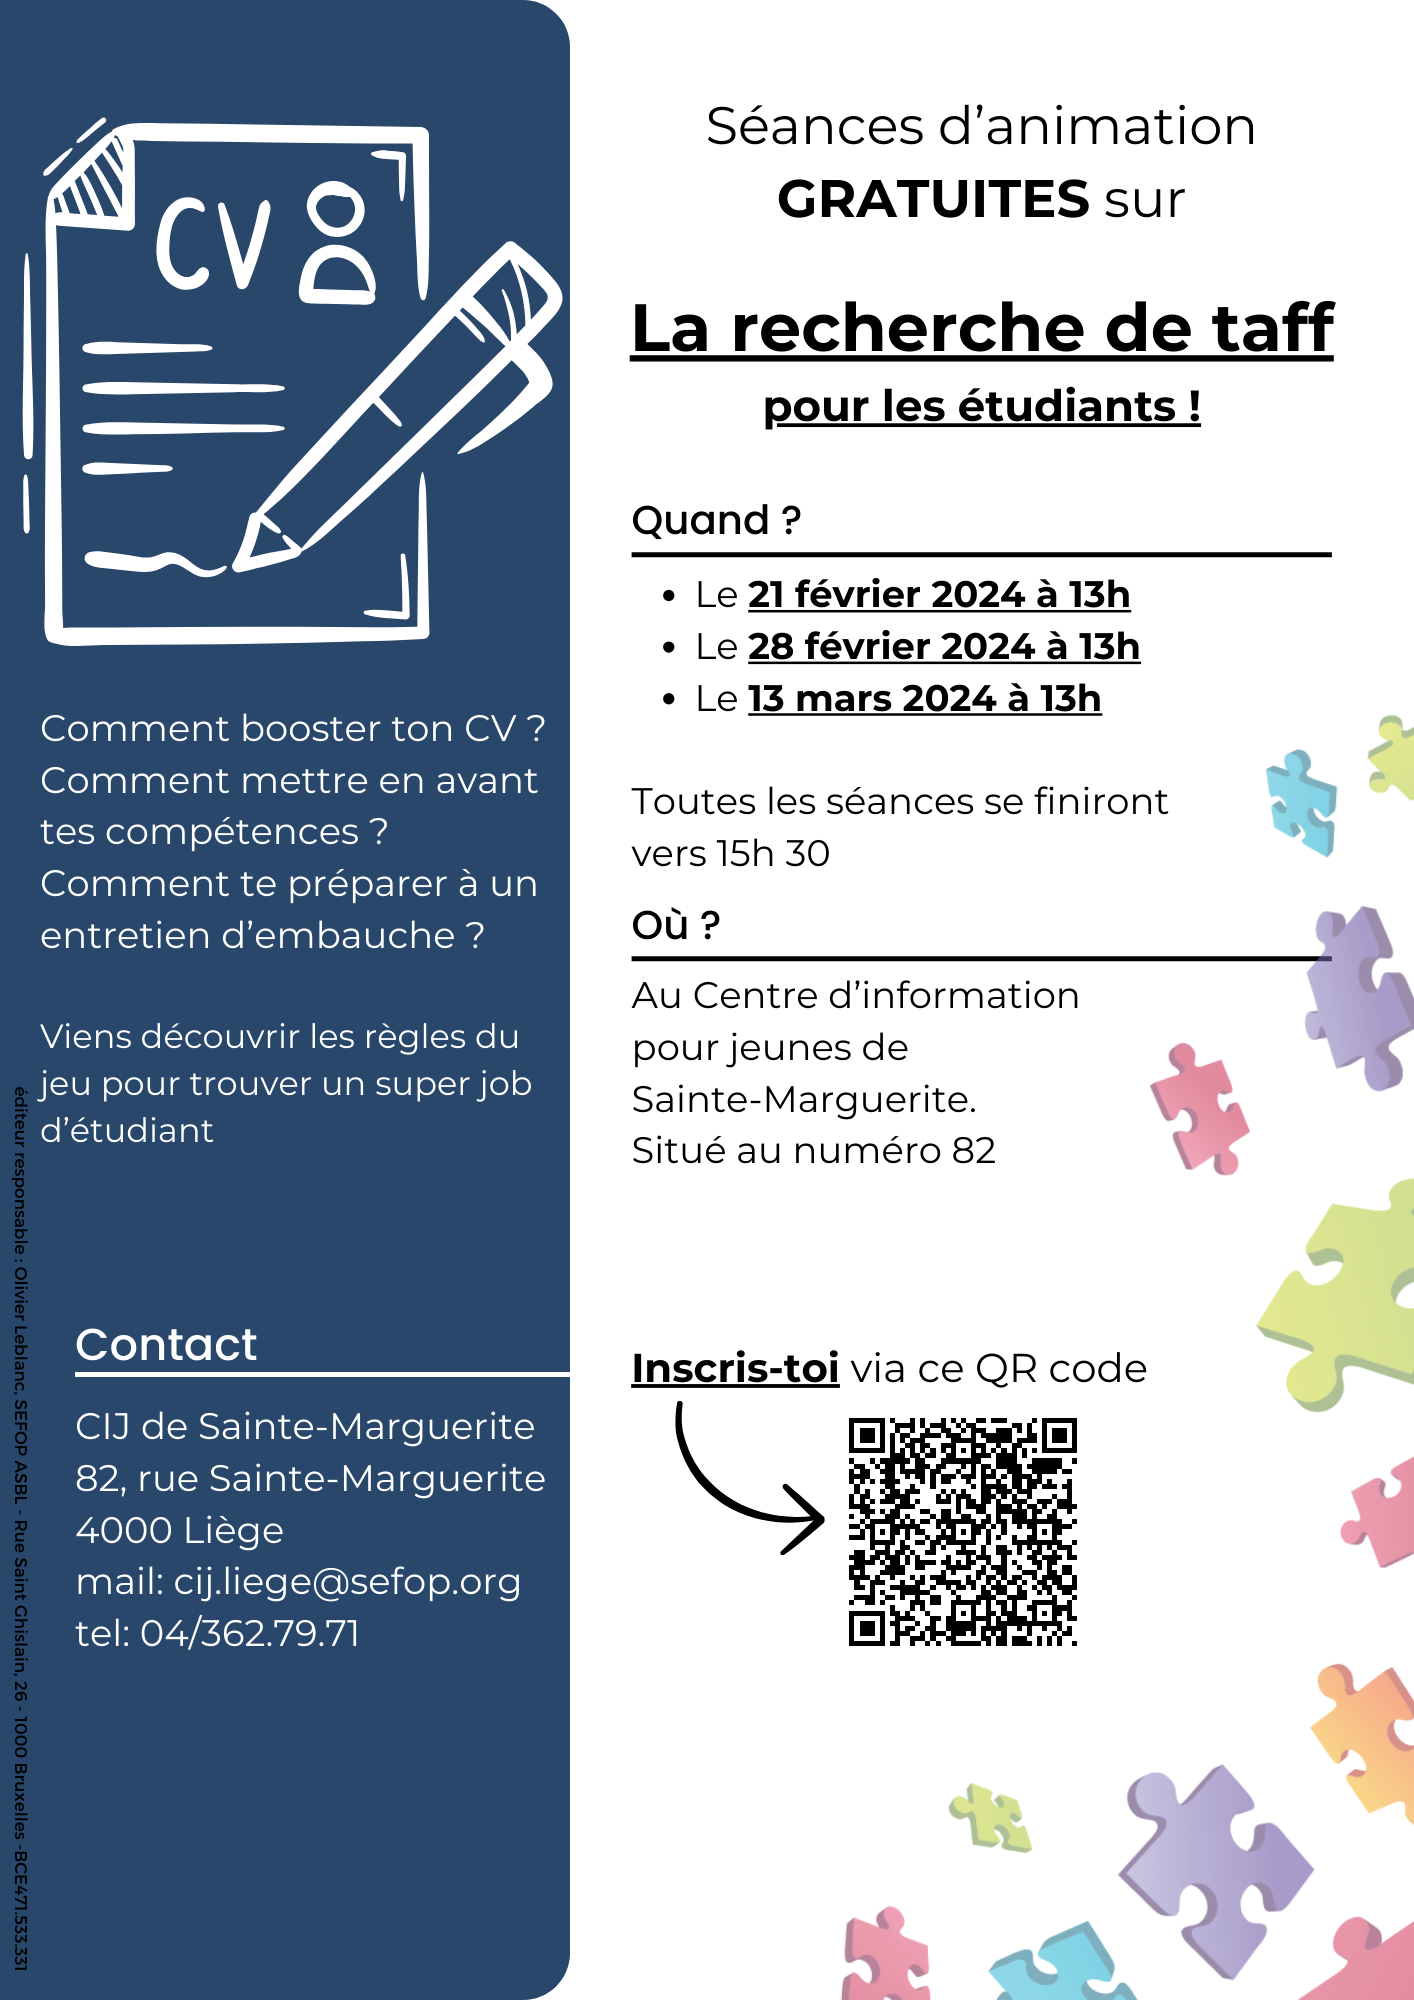 CV
Comment booster ton CV ?
Comment mettre en avant
tes compétences ?
Comment te préparer à un
entretien d’embauche ?
Viens découvrir les règles du
jeu pour trouver un super job
d’étudiant
Contact
CIJ de Sainte-Marguerite
82, rue Sainte-Marguerite
4000 Liège
mail: cij.liege@sefop.org
tel: 04/362.79.71
éditeur responsable : Olivier Leblanc, SEFOP ASBL - Rue Saint Ghislain, 26 - 1000 Bruxelles -BCE471.533.331
Séances d’animation
GRATUITES sur
La recherche de taff
pour les étudiants !
Quand ?
• Le 21 février 2024 à 13h
• Le 28 février 2024 à 13h
• Le 13 mars 2024 à 13h
Toutes les séances se finiront
vers 15h 30
Où ?
Au Centre d’information
pour jeunes de
Sainte-Marguerite.
Situé au numéro 82
Inscris-toi via ce QR code